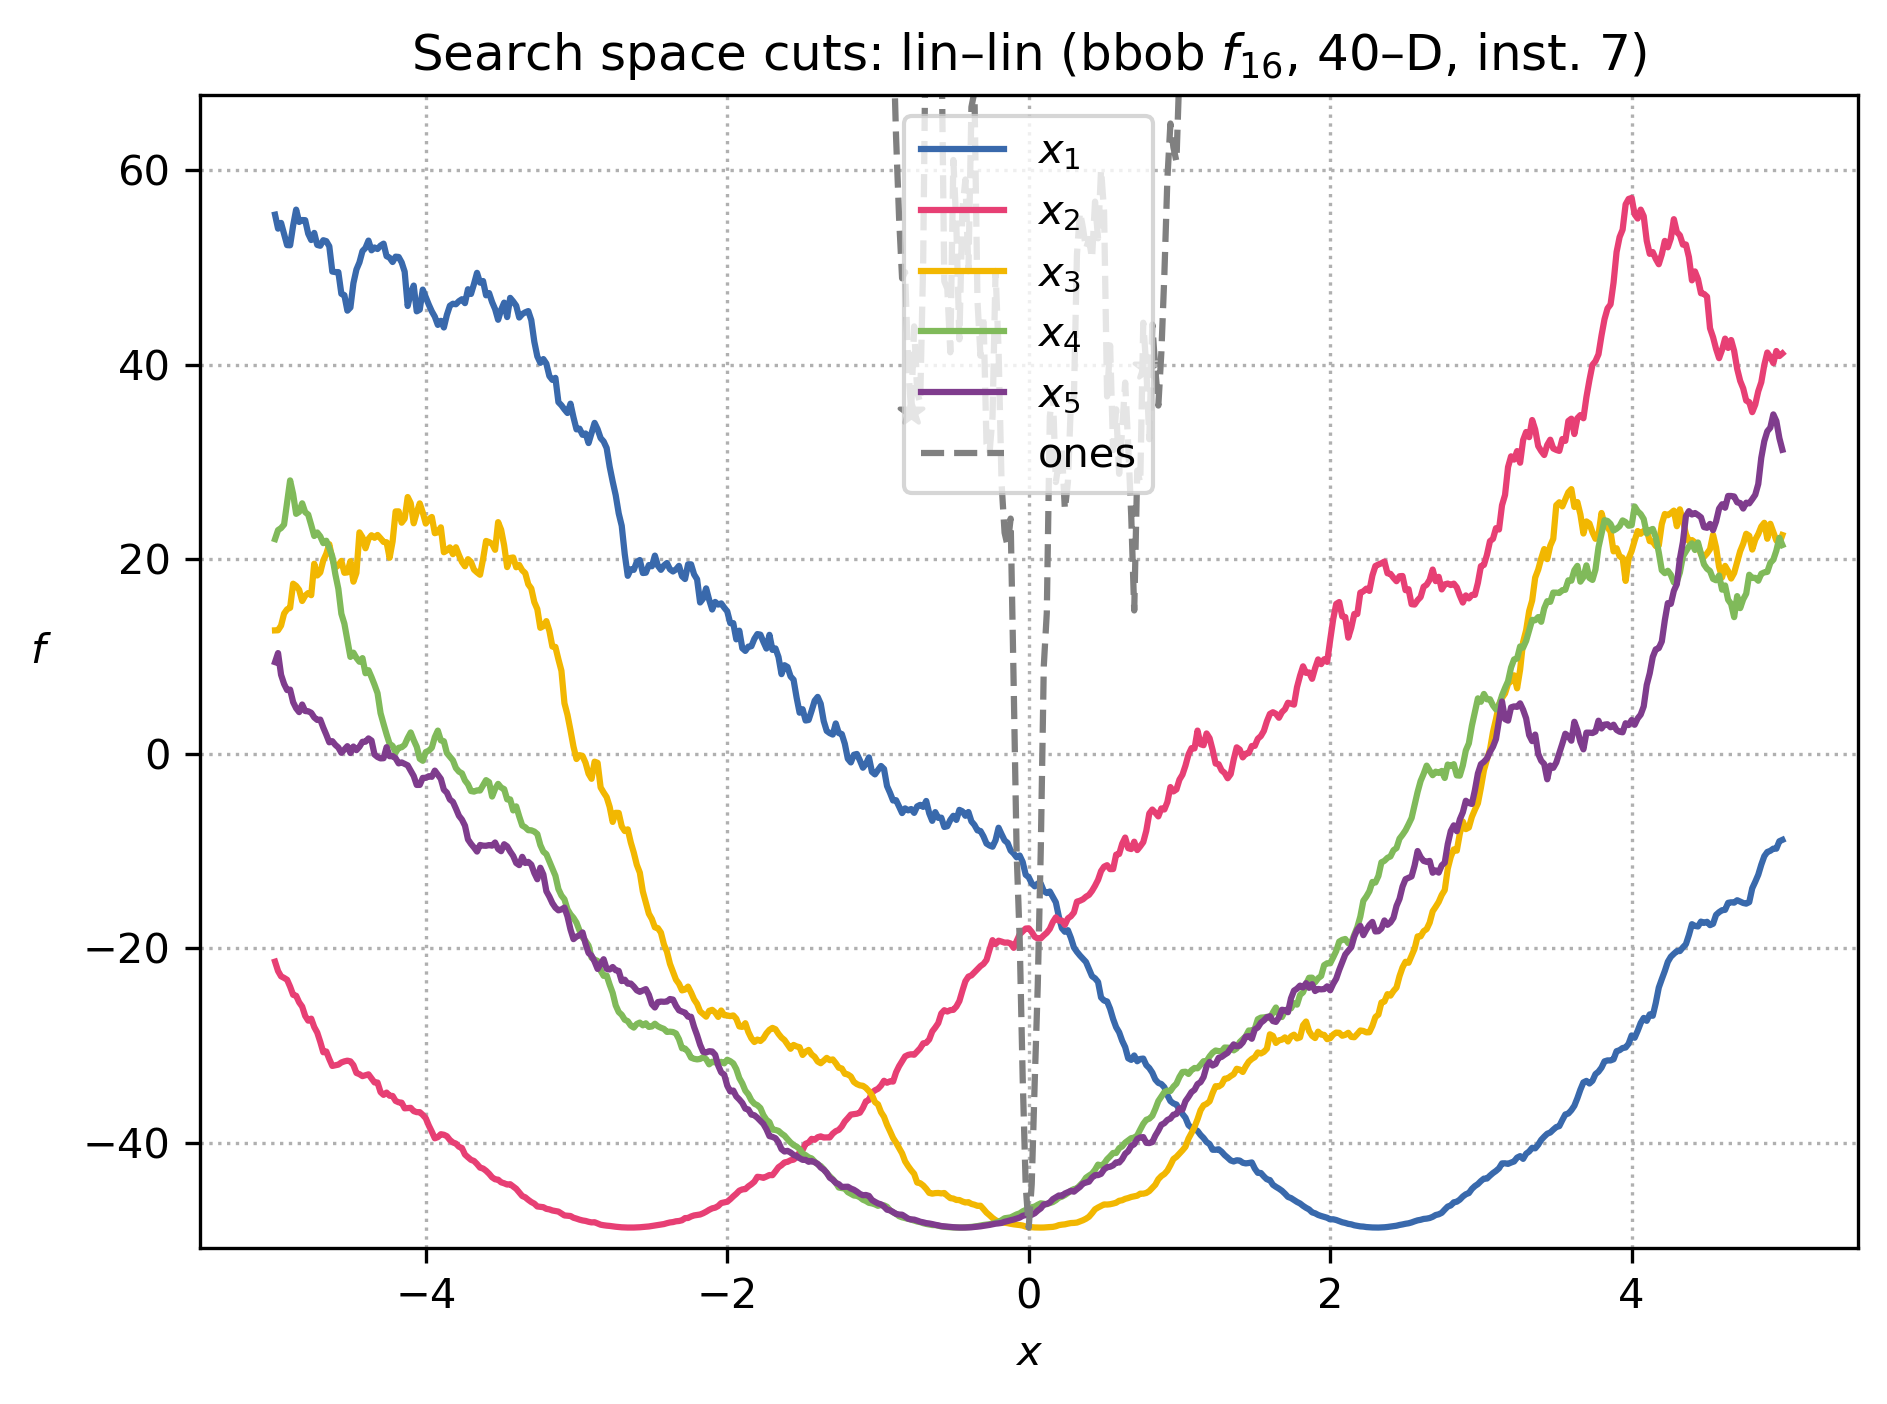 Search space cuts: lin–lin (bbob f₁₆, 40–D, inst. 7)
x₁
x₂
x₃
x₄
x₅
ones
60
40
20
0
−20
−40
f
−4
−2
0
2
4
x